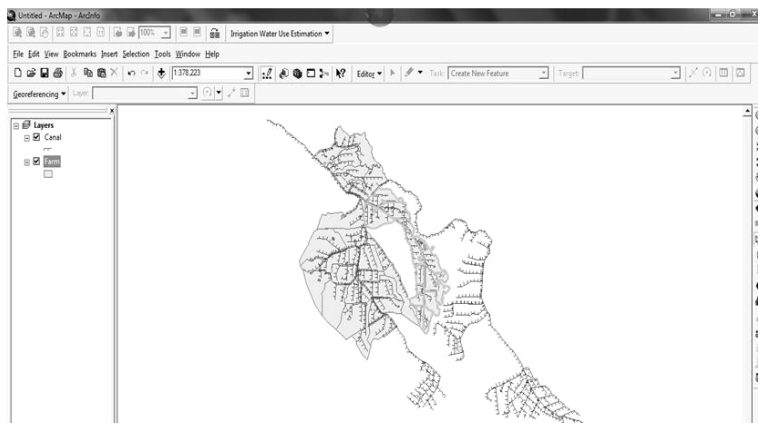 Untitled - ArcMap - ArcInfo
100%
Irrigation Water Use Estimation
File Edit View Bookmarks Insert Selection Tools Window Help
1:378,223
Editor
Task: Create New Feature
Target:
Georeferencing
Layer:
Layers
Canal
Farm